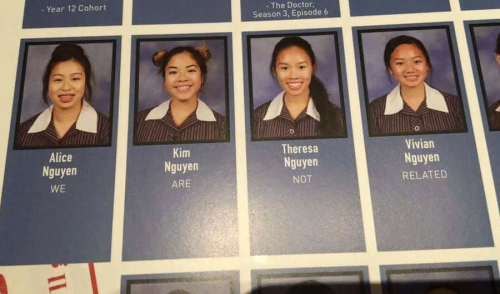 - Year 12 Cohort
- The Doctor,
Season 3, Episode 6
Alice
Nguyen
WE
Kim
Nguyen
ARE
Theresa
Nguyen
NOT
Vivian
Nguyen
RELATED